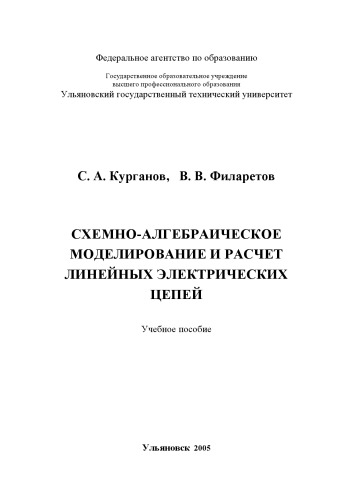 Федеральное агентство по образованию
Государственное образовательное учреждение
высшего профессионального образования
Ульяновский государственный технический университет
С. А. Курганов, В. В. Филаретов
СХЕМНО-АЛГЕБРАИЧЕСКОЕ
МОДЕЛИРОВАНИЕ И РАСЧЕТ
ЛИНЕЙНЫХ ЭЛЕКТРИЧЕСКИХ
ЦЕПЕЙ
Учебное пособие
Ульяновск 2005